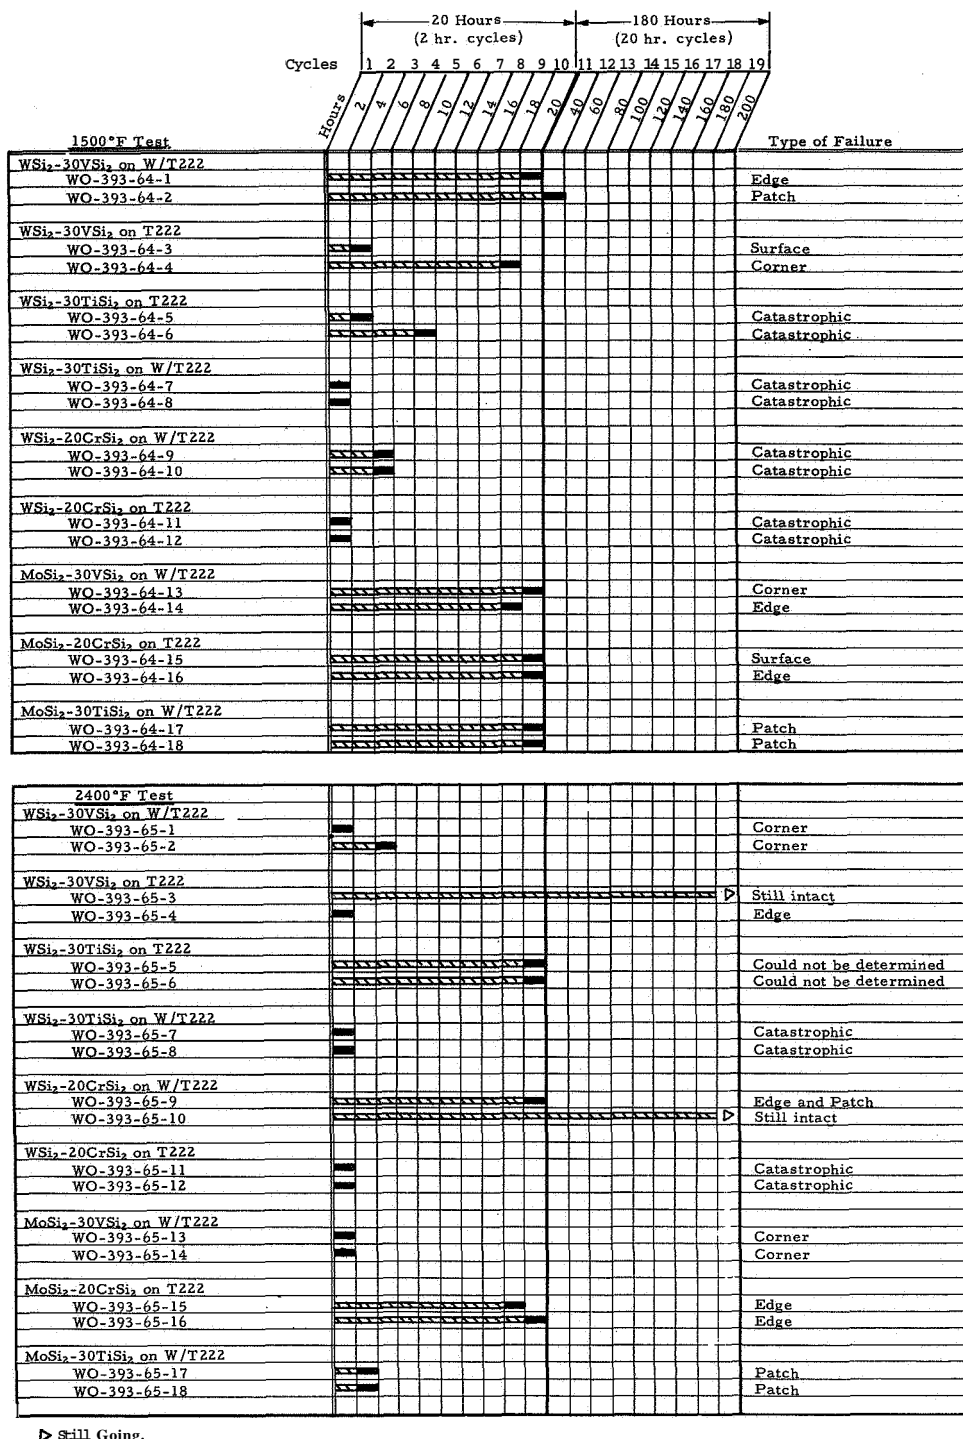 20 Hours 180 Hours
(2 hr. cycles) (20 hr. cycles)
Cycles 1 2 3 4 5 6 7 8 9 10 11 12 13 14 15 16 17 18 19
Hours 2 4 6 8 10 12 14 16 18 20 40 60 80 100 120 140 160 180 200
1500°F Test Type of Failure
WSi₂-30VSi₂ on W/T222
WO-393-64-1 Edge
WO-393-64-2 Patch
WSi₂-30VSi₂ on T222
WO-393-64-3 Surface
WO-393-64-4 Corner
WSi₂-30TiSi₂ on T222
WO-393-64-5 Catastrophic
WO-393-64-6 Catastrophic
WSi₂-30TiSi₂ on W/T222
WO-393-64-7 Catastrophic
WO-393-64-8 Catastrophic
WSi₂-20CrSi₂ on W/T222
WO-393-64-9 Catastrophic
WO-393-64-10 Catastrophic
WSi₂-20CrSi₂ on T222
WO-393-64-11 Catastrophic
WO-393-64-12 Catastrophic
MoSi₂-30VSi₂ on W/T222
WO-393-64-13 Corner
WO-393-64-14 Edge
MoSi₂-20CrSi₂ on T222
WO-393-64-15 Surface
WO-393-64-16 Edge
MoSi₂-30TiSi₂ on W/T222
WO-393-64-17 Patch
WO-393-64-18 Patch
2400°F Test
WSi₂-30VSi₂ on W/T222
WO-393-65-1 Corner
WO-393-65-2 Corner
WSi₂-30VSi₂ on T222
WO-393-65-3 Still intact
WO-393-65-4 Edge
WSi₂-30TiSi₂ on T222
WO-393-65-5 Could not be determined
WO-393-65-6 Could not be determined
WSi₂-30TiSi₂ on W/T222
WO-393-65-7 Catastrophic
WO-393-65-8 Catastrophic
WSi₂-20CrSi₂ on W/T222
WO-393-65-9 Edge and Patch
WO-393-65-10 Still intact
WSi₂-20CrSi₂ on T222
WO-393-65-11 Catastrophic
WO-393-65-12 Catastrophic
MoSi₂-30VSi₂ on W/T222
WO-393-65-13 Corner
WO-393-65-14 Corner
MoSi₂-20CrSi₂ on T222
WO-393-65-15 Edge
WO-393-65-16 Edge
MoSi₂-30TiSi₂ on W/T222
WO-393-65-17 Patch
WO-393-65-18 Patch
Still Going.